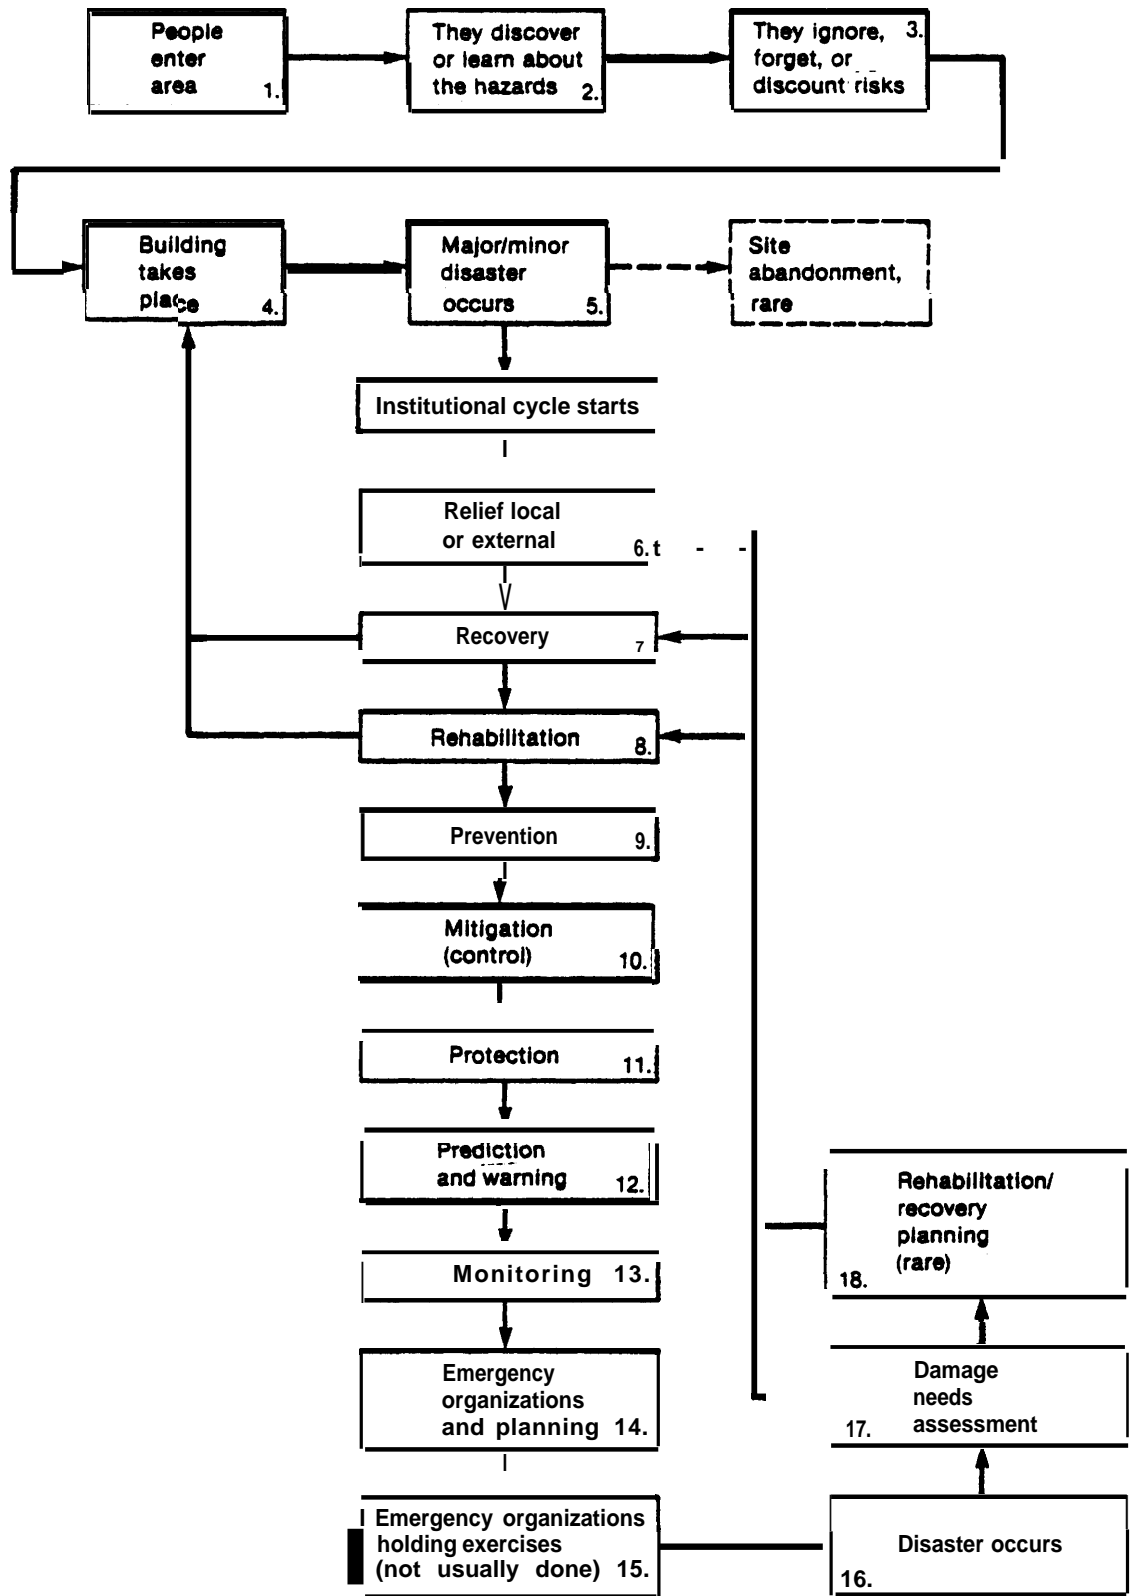 People
enter
area 1.
They discover
or learn about
the hazards 2.
They ignore, 3.
forget, or
discount risks
Building
takes
place 4.
Major/minor
disaster
occurs 5.
Site
abandonment,
rare
Institutional cycle starts
Relief local
or external
6. t - -
Recovery 7
Rehabilitation 8.
Prevention 9.
Mitigation
(control) 10.
Protection 11.
Prediction
and warning 12.
Monitoring 13.
Emergency
organizations
and planning 14.
Emergency organizations
holding exercises
(not usually done) 15.
Disaster occurs
16.
Damage
needs
17. assessment
Rehabilitation/
recovery
planning
(rare)
18.